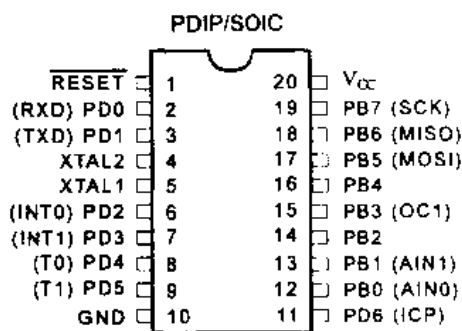 PDIP/SOIC
RESET 1 20 VCC
(RXD) PD0 2 19 PB7 (SCK)
(TXD) PD1 3 18 PB6 (MISO)
XTAL2 4 17 PB5 (MOSI)
XTAL1 5 16 PB4
(INT0) PD2 6 15 PB3 (OC1)
(INT1) PD3 7 14 PB2
(T0) PD4 8 13 PB1 (AIN1)
(T1) PD5 9 12 PB0 (AIN0)
GND 10 11 PD6 (ICP)